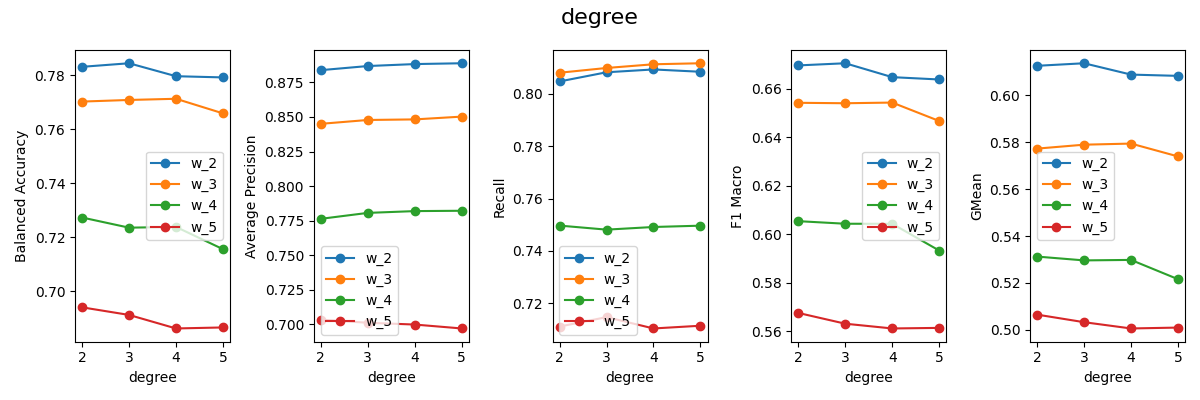 degree
Balanced Accuracy
0.78
0.76
0.74
0.72
0.70
2 3 4 5
degree
w_2
w_3
w_4
w_5
Average Precision
0.875
0.850
0.825
0.800
0.775
0.750
0.725
0.700
2 3 4 5
degree
w_2
w_3
w_4
w_5
Recall
0.80
0.78
0.76
0.74
0.72
2 3 4 5
degree
w_2
w_3
w_4
w_5
F1 Macro
0.66
0.64
0.62
0.60
0.58
0.56
2 3 4 5
degree
w_2
w_3
w_4
w_5
GMean
0.60
0.58
0.56
0.54
0.52
0.50
2 3 4 5
degree
w_2
w_3
w_4
w_5